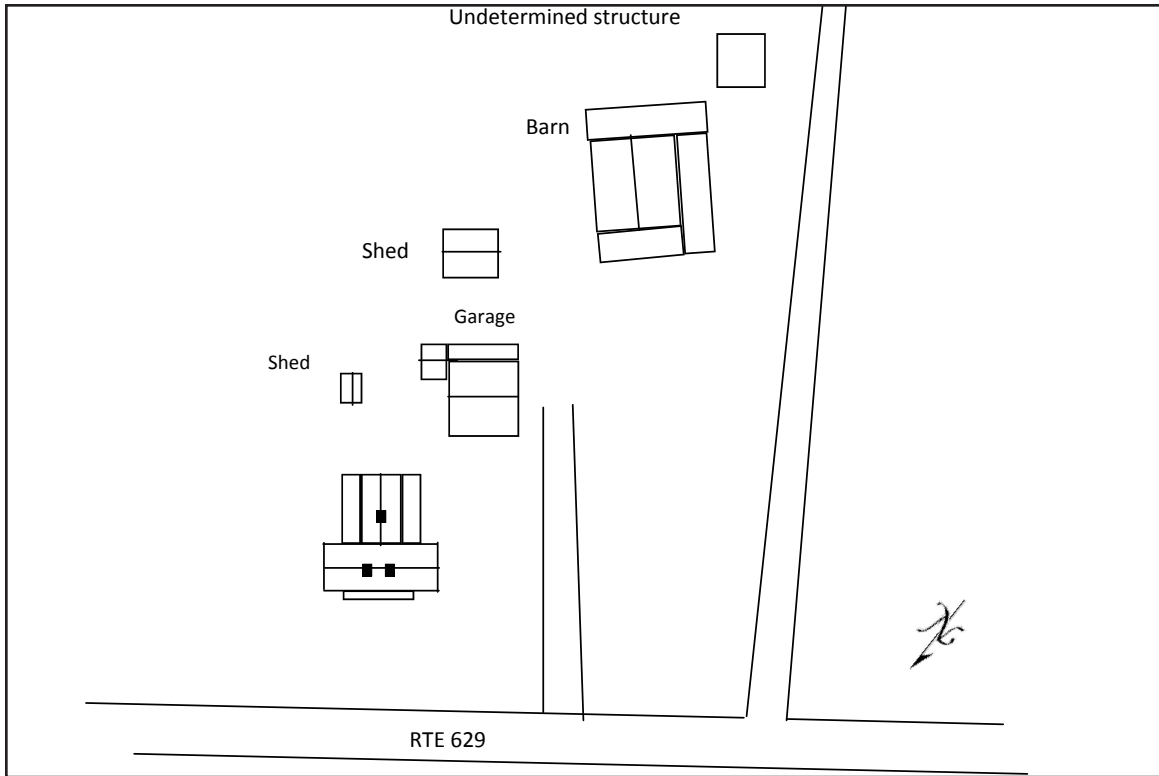 Undetermined structure
Barn
Shed
Garage
Shed
RTE 629
N